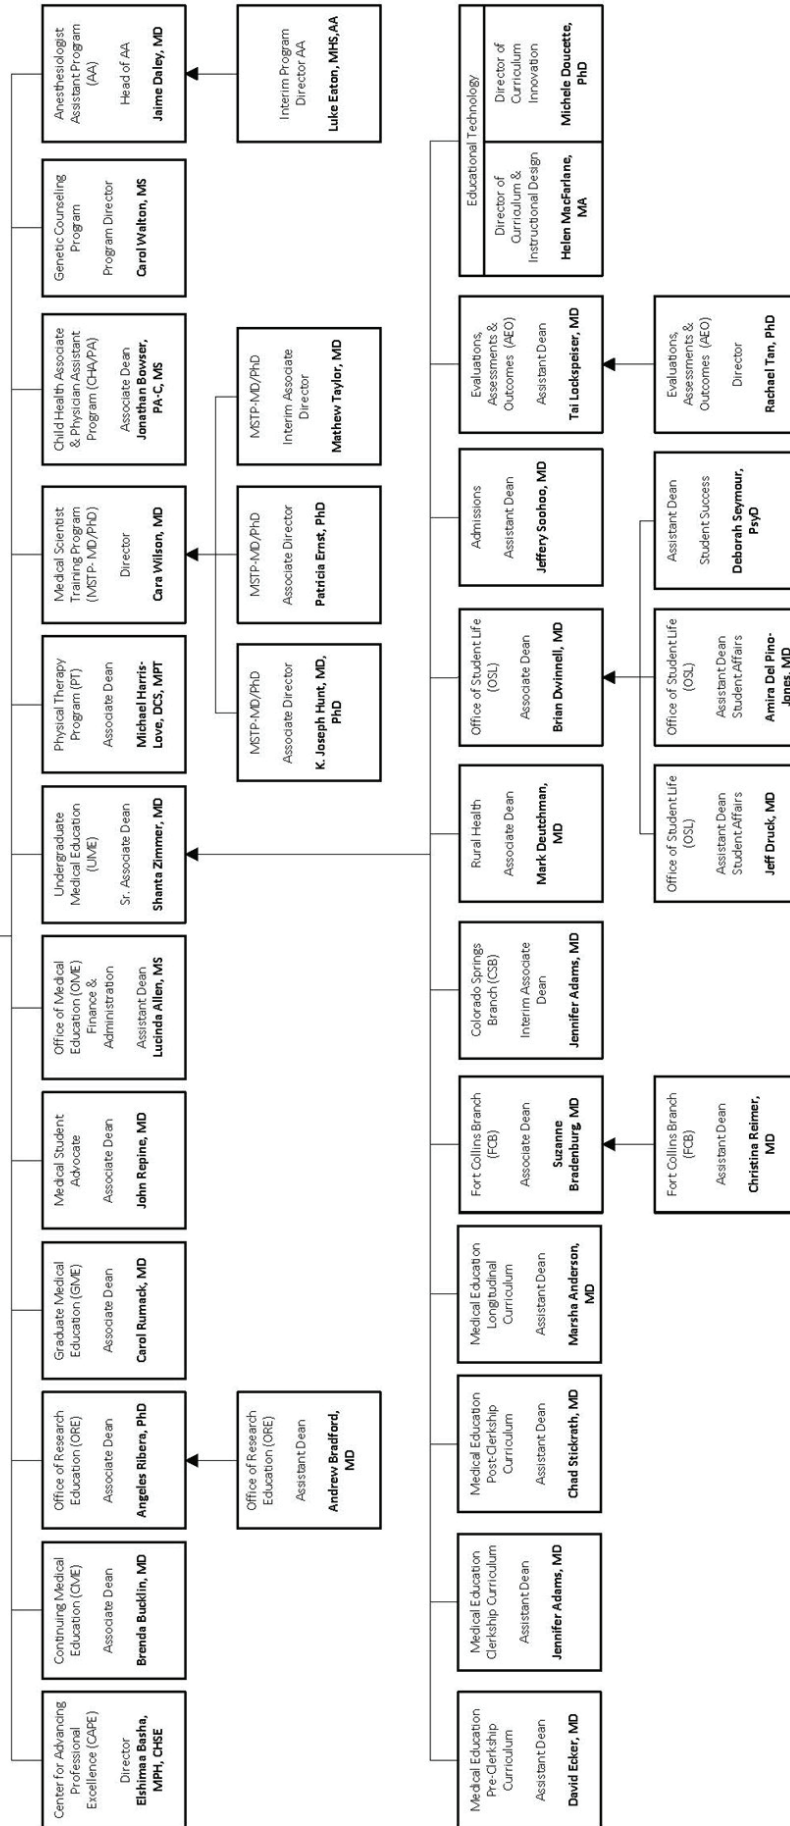 Center for Advancing
Professional
Excellence (CAPE)
Director
Elshimaa Basha,
MPH, CHSE
Continuing Medical
Education (CME)
Associate Dean
Brenda Bucklin, MD
Office of Research
Education (ORE)
Associate Dean
Angeles Ribera, PhD
Graduate Medical
Education (GME)
Associate Dean
Carol Rumack, MD
Medical Student
Advocate
Associate Dean
John Repine, MD
Office of Medical
Education (OME)
Finance &
Administration
Assistant Dean
Lucinda Allen, MS
Undergraduate
Medical Education
(UME)
Sr. Associate Dean
Shanta Zimmer, MD
Physical Therapy
Program (PT)
Associate Dean
Michael Harris-
Love, DCS, MPT
Medical Scientist
Training Program
(MSTP- MD/PhD)
Director
Cara Wilson, MD
Child Health Associate
& Physician Assistant
Program (CHA/PA)
Associate Dean
Jonathan Bowser,
PA-C, MS
Genetic Counseling
Program
Program Director
Carol Walton, MS
Anesthesiologist
Assistant Program
(AA)
Head of AA
Jaime Daley, MD
Office of Research
Education (ORE)
Assistant Dean
Andrew Bradford,
MD
MSTP-MD/PhD
Associate Director
K. Joseph Hunt, MD,
PhD
MSTP-MD/PhD
Associate Director
Patricia Ernst, PhD
MSTP-MD/PhD
Interim Associate
Director
Mathew Taylor, MD
Interim Program
Director AA
Luke Eaton, MHS,AA
Medical Education
Pre-Clerkship
Curriculum
Assistant Dean
David Ecker, MD
Medical Education
Clerkship Curriculum
Assistant Dean
Jennifer Adams, MD
Medical Education
Post-Clerkship
Curriculum
Assistant Dean
Chad Stickrath, MD
Medical Education
Longitudinal
Curriculum
Assistant Dean
Marsha Anderson,
MD
Fort Collins Branch
(FCB)
Associate Dean
Suzanne
Bradenburg, MD
Colorado Springs
Branch (CSB)
Interim Associate
Dean
Jennifer Adams, MD
Rural Health
Associate Dean
Mark Deutchman,
MD
Office of Student Life
(OSL)
Associate Dean
Brian Dwinnell, MD
Admissions
Assistant Dean
Jeffery Soohoo, MD
Evaluations,
Assessments &
Outcomes (AEO)
Assistant Dean
Tai Lockspeiser, MD
Educational Technology
Director of
Curriculum &
Instructional Design
Helen MacFarlane,
MA
Director of
Curriculum
Innovation
Michele Doucette,
PhD
Fort Collins Branch
(FCB)
Assistant Dean
Christina Reimer,
MD
Office of Student Life
(OSL)
Assistant Dean
Student Affairs
Jeff Druck, MD
Office of Student Life
(OSL)
Assistant Dean
Student Affairs
Amira Del Pino-
Jones, MD
Assistant Dean
Student Success
Deborah Seymour,
PsyD
Evaluations,
Assessments &
Outcomes (AEO)
Director
Rachael Tan, PhD